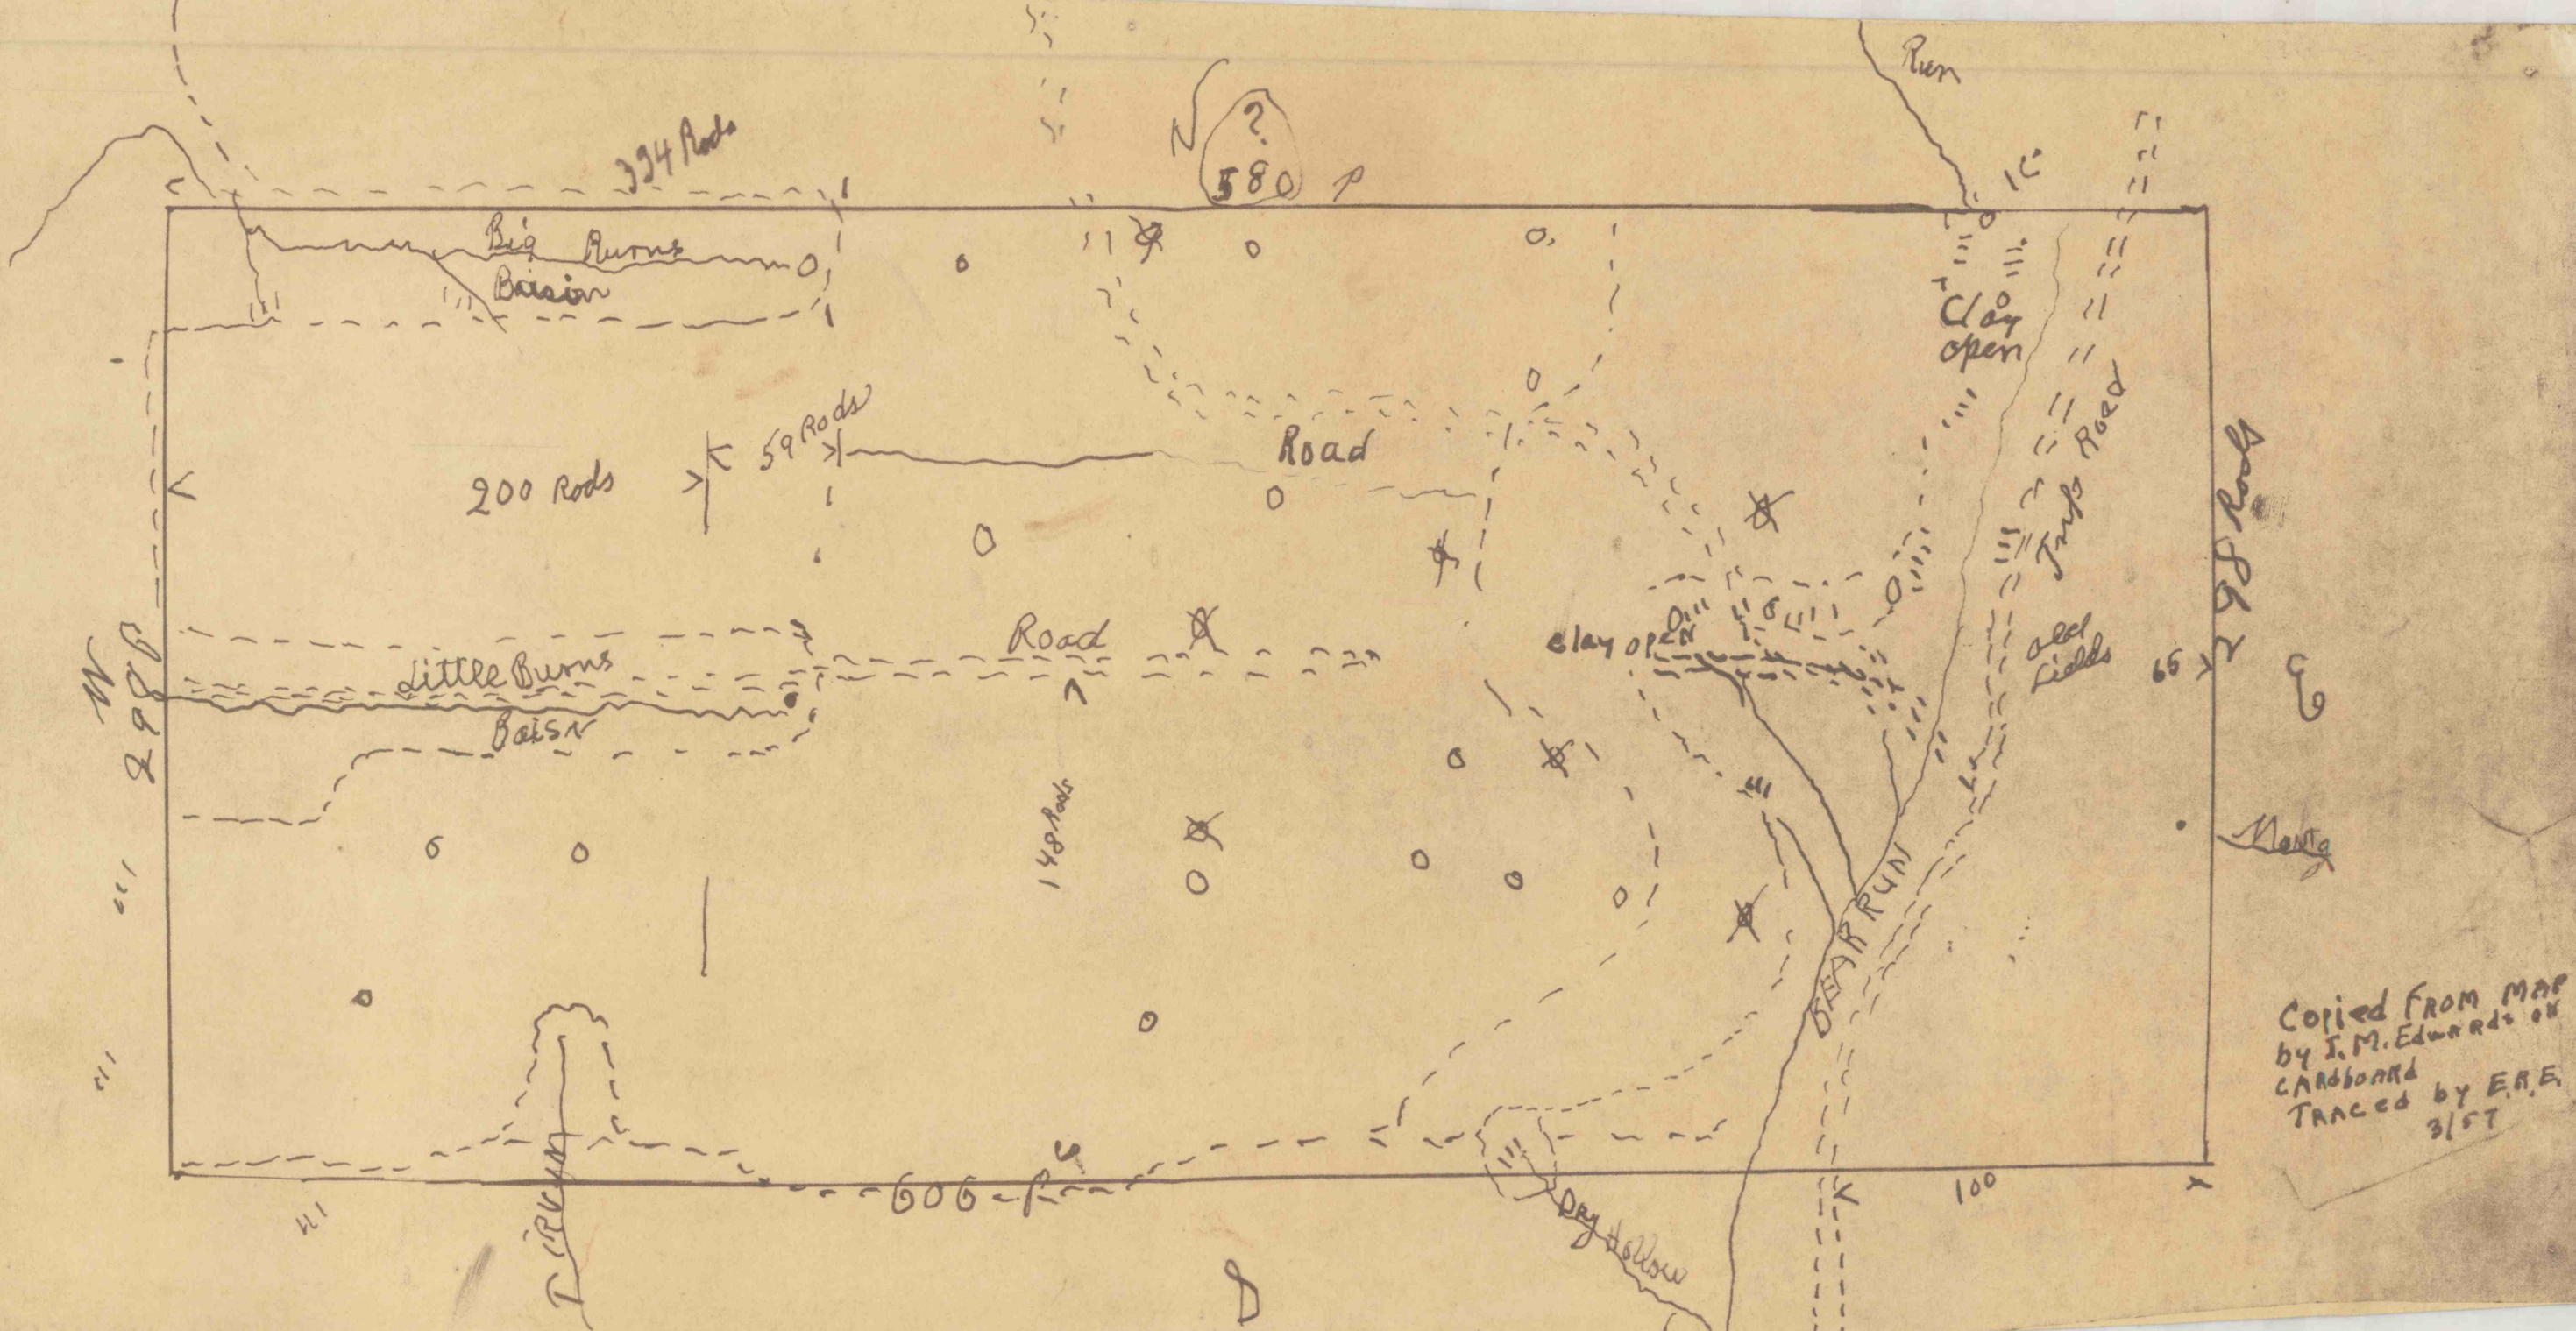 Run
N
?
580 P
394 Rods
Big Burns
Baisin
Clay
open
59 Rods
200 Rods
Road
Road
298 Rods
E
W
298 P
Little Burns
Baisn
Road
Clay open
old
Fields
65
148 Rods
BEAR RUN
Copied FROM MAP
by J.M. Edwards on
CARDboARd
TRACed by E.R.E.
3/57
S
606 P
100
Dry Hollow